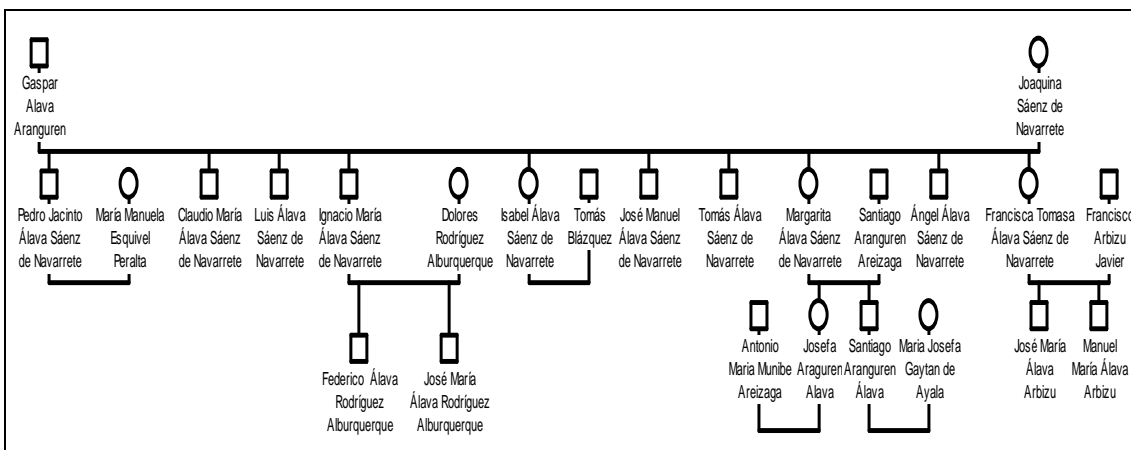 Gaspar
Alava
Aranguren
Joaquina
Sáenz de
Navarrete
Pedro Jacinto
Álava Sáenz
de Navarrete
María Manuela
Esquivel
Peralta
Claudio María
Álava Sáenz
de Navarrete
Luis Álava
Sáenz de
Navarrete
Ignacio María
Álava Sáenz
de Navarrete
Dolores
Rodríguez
Alburquerque
Isabel Álava
Sáenz de
Navarrete
Tomás
Blázquez
José Manuel
Álava Sáenz
de Navarrete
Tomás Álava
Sáenz de
Navarrete
Margarita
Álava Sáenz
de Navarrete
Santiago
Aranguren
Areizaga
Ángel Álava
Sáenz de
Navarrete
Francisca Tomasa
Álava Sáenz de
Navarrete
Francisco
Arbizu
Javier
Federico Álava
Rodríguez
Alburquerque
José María
Álava Rodríguez
Alburquerque
Antonio
Maria Munibe
Areizaga
Josefa
Araguren
Alava
Santiago
Aranguren
Álava
Maria Josefa
Gaytan de
Ayala
José María
Álava
Arbizu
Manuel
María Álava
Arbizu